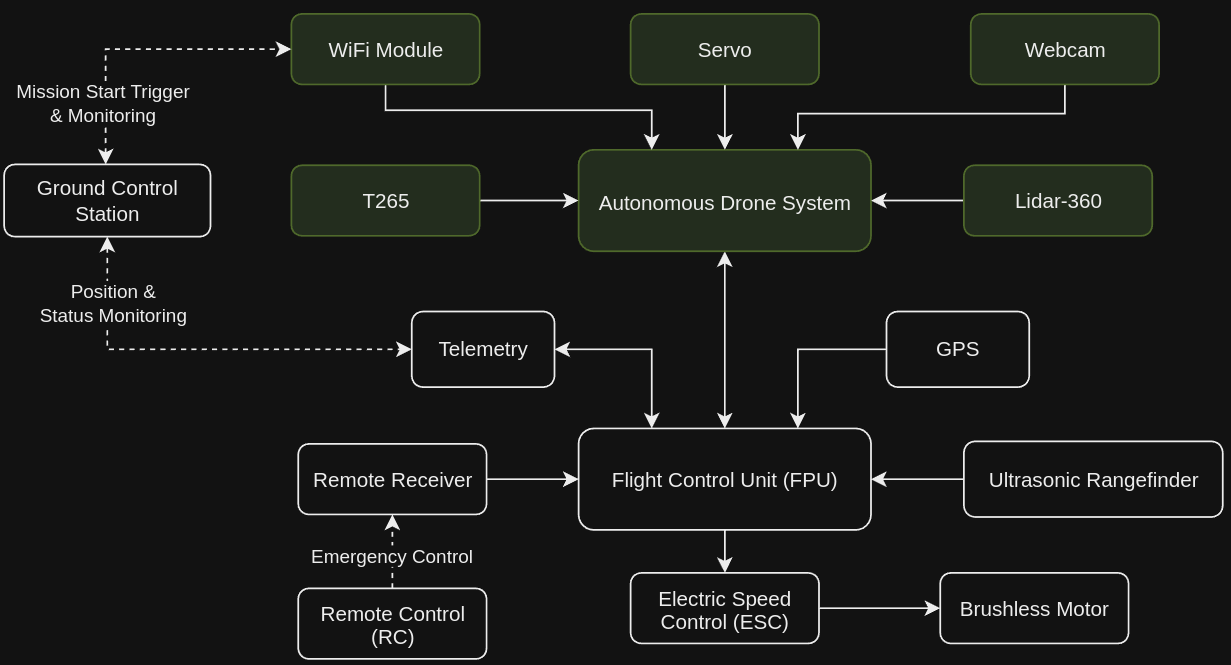 WiFi Module
Servo
Webcam
Mission Start Trigger
& Monitoring
Ground Control
Station
T265
Autonomous Drone System
Lidar-360
Position &
Status Monitoring
Telemetry
GPS
Remote Receiver
Flight Control Unit (FPU)
Ultrasonic Rangefinder
Emergency Control
Remote Control
(RC)
Electric Speed
Control (ESC)
Brushless Motor